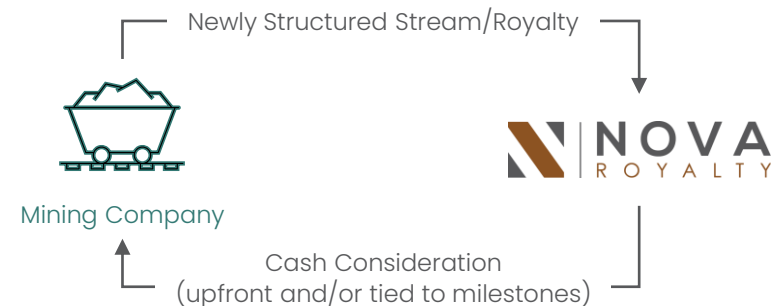 Newly Structured Stream/Royalty
NOVA
ROYALTY
Mining Company
Cash Consideration
(upfront and/or tied to milestones)